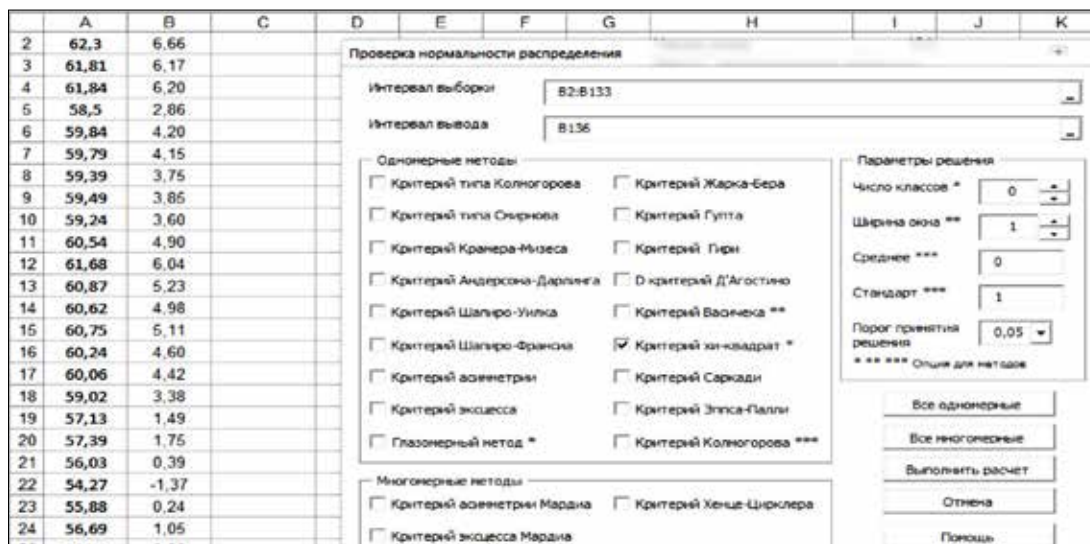 A B C D E F G H I J K
2 62,3 6,66
3 61,81 6,17
4 61,84 6,20
5 58,5 2,86
6 59,84 4,20
7 59,79 4,15
8 59,39 3,75
9 59,49 3,85
10 59,24 3,60
11 60,54 4,90
12 61,68 6,04
13 60,87 5,23
14 60,62 4,98
15 60,75 5,11
16 60,24 4,60
17 60,06 4,42
18 59,02 3,38
19 57,13 1,49
20 57,39 1,75
21 56,03 0,39
22 54,27 -1,37
23 55,88 0,24
24 56,69 1,05
Проверка нормальности распределения
Интервал выборки B2:B133
Интервал вывода B136
Одномерные методы
Критерий типа Колмогорова
Критерий типа Смирнова
Критерий Крамера-Мизеса
Критерий Андерсона-Дарлинга
Критерий Шапиро-Уилка
Критерий Шапиро-Франсиа
Критерий асимметрии
Критерий эксцесса
Глазомерный метод *
Критерий Жарка-Бера
Критерий Гупта
Критерий Гири
D критерий Д'Агостино
Критерий Васичека **
Критерий хи-квадрат *
Критерий Саркади
Критерий Эппса-Палли
Критерий Колмогорова ***
Параметры решения
Число классов * 0
Ширина окна ** 1
Среднее *** 0
Стандарт *** 1
Порог принятия
решения 0,05
* ** *** Опция для методов
Все одномерные
Все многомерные
Выполнить расчет
Отмена
Помощь
Многомерные методы
Критерий асимметрии Мардиа
Критерий Хенце-Цирклера
Критерий эксцесса Мардиа